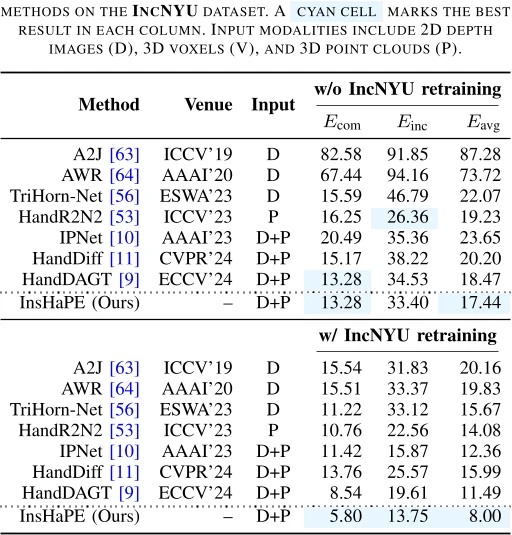 METHODS ON THE INCNYU DATASET. A CYAN CELL MARKS THE BEST
RESULT IN EACH COLUMN. INPUT MODALITIES INCLUDE 2D DEPTH
IMAGES (D), 3D VOXELS (V), AND 3D POINT CLOUDS (P).
Method Venue Input w/o IncNYU retraining
E_com E_inc E_avg
A2J [63] ICCV'19 D 82.58 91.85 87.28
AWR [64] AAAI'20 D 67.44 94.16 73.72
TriHorn-Net [56] ESWA'23 D 15.59 46.79 22.07
HandR2N2 [53] ICCV'23 P 16.25 26.36 19.23
IPNet [10] AAAI'23 D+P 20.49 35.36 23.65
HandDiff [11] CVPR'24 D+P 15.17 38.22 20.20
HandDAGT [9] ECCV'24 D+P 13.28 34.53 18.47
InsHaPE (Ours) – D+P 13.28 33.40 17.44
w/ IncNYU retraining
A2J [63] ICCV'19 D 15.54 31.83 20.16
AWR [64] AAAI'20 D 15.51 33.37 19.83
TriHorn-Net [56] ESWA'23 D 11.22 33.12 15.67
HandR2N2 [53] ICCV'23 P 10.76 22.56 14.08
IPNet [10] AAAI'23 D+P 11.42 15.87 12.36
HandDiff [11] CVPR'24 D+P 13.76 25.57 15.99
HandDAGT [9] ECCV'24 D+P 8.54 19.61 11.49
InsHaPE (Ours) – D+P 5.80 13.75 8.00